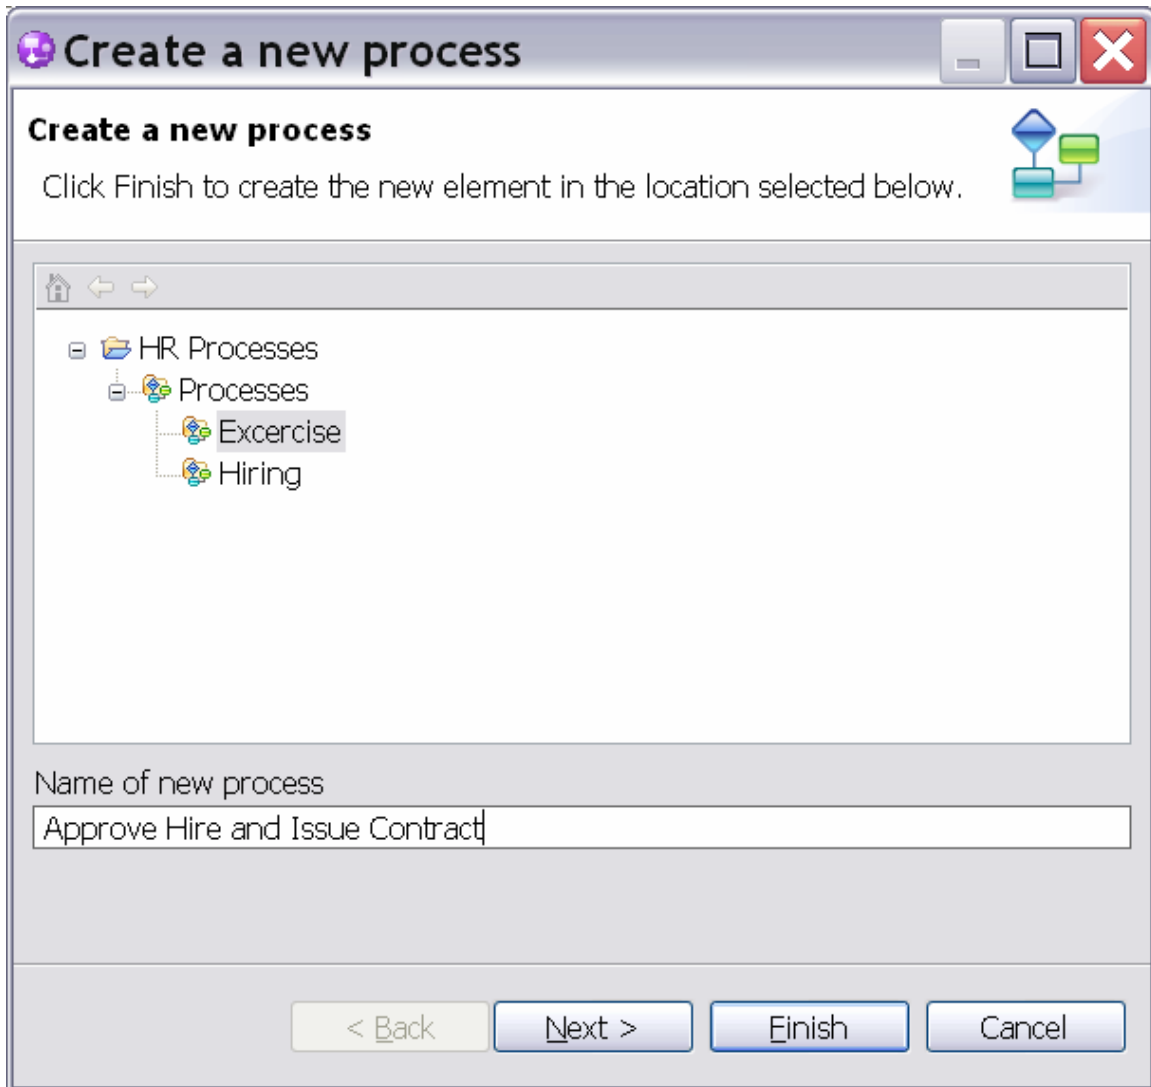 Create a new process
Create a new process
Click Finish to create the new element in the location selected below.
HR Processes
Processes
Excercise
Hiring
Name of new process
Approve Hire and Issue Contract
< Back Next > Finish Cancel